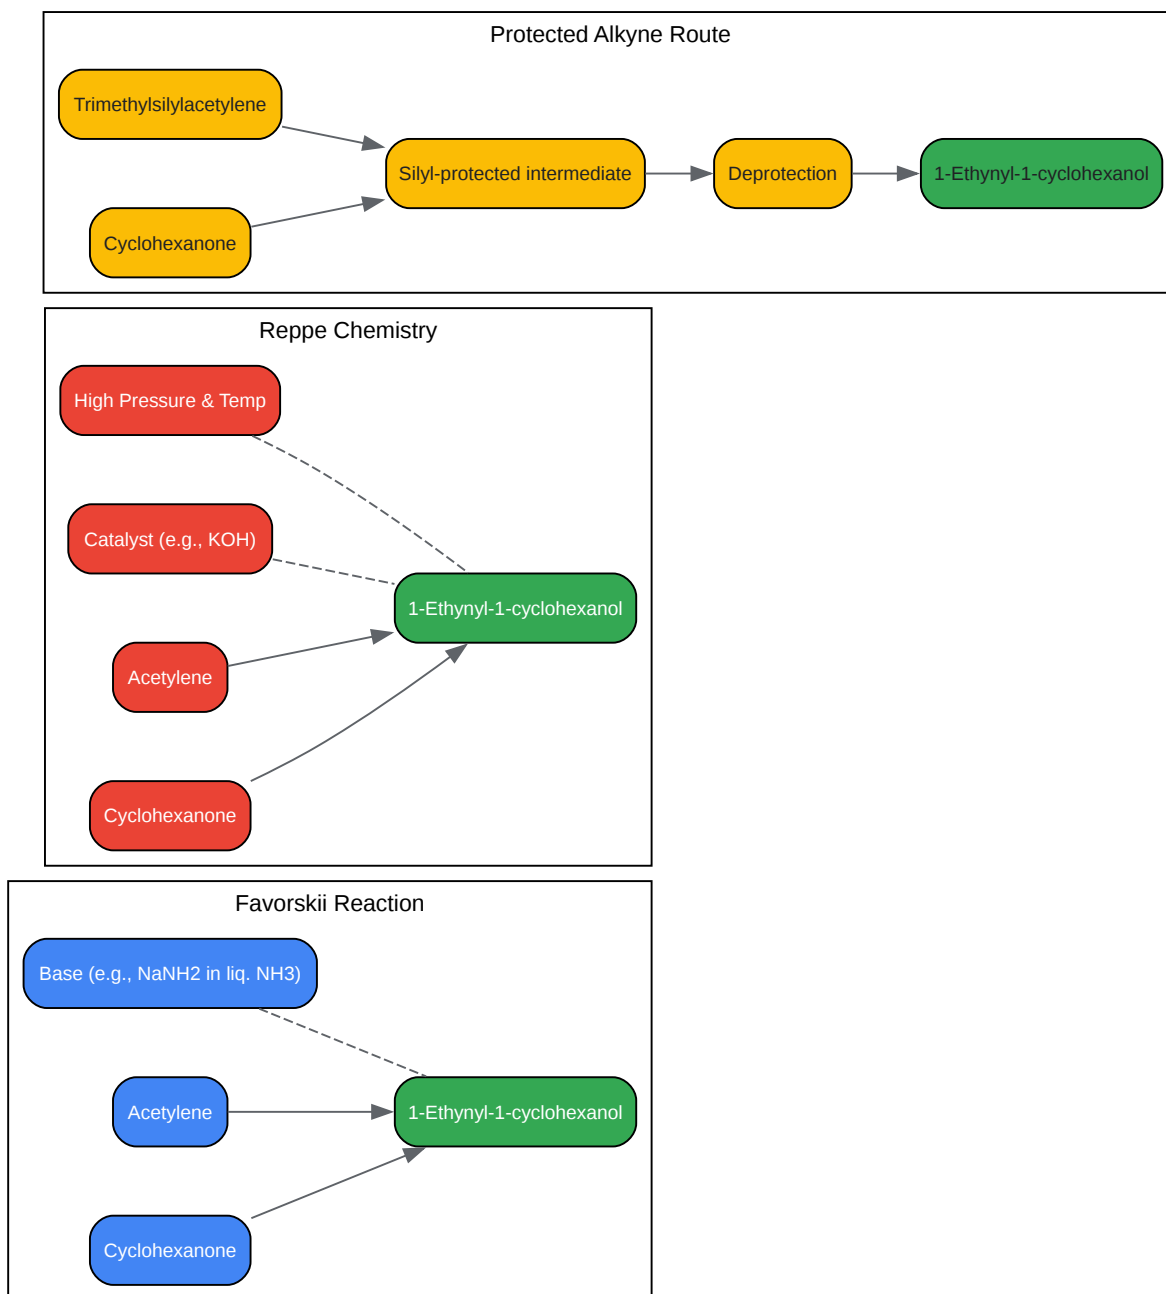 Protected Alkyne Route
Trimethylsilylacetylene
Cyclohexanone
Silyl-protected intermediate
Deprotection
1-Ethynyl-1-cyclohexanol
Reppe Chemistry
High Pressure & Temp
Catalyst (e.g., KOH)
Acetylene
Cyclohexanone
1-Ethynyl-1-cyclohexanol
Favorskii Reaction
Base (e.g., NaNH2 in liq. NH3)
Acetylene
Cyclohexanone
1-Ethynyl-1-cyclohexanol